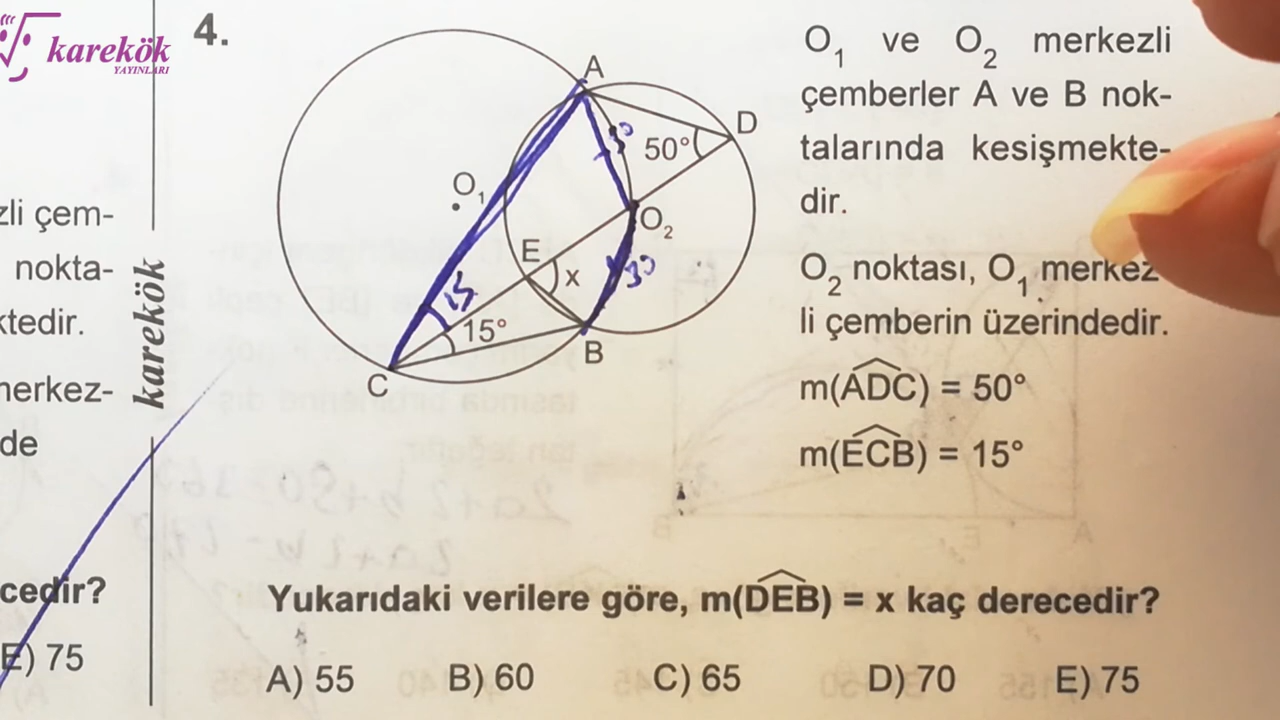 karekök
YAYINLARI
4.
A
D
50°
O₁
O₂
E
x
C
15°
B
15
30
O₁ ve O₂ merkezli
çemberler A ve B nok-
talarında kesişmekte-
dir.
O₂ noktası, O₁ merkez
li çemberin üzerindedir.
m(ADC) = 50°
m(ECB) = 15°
Yukarıdaki verilere göre, m(DEB) = x kaç derecedir?
A) 55 B) 60 C) 65 D) 70 E) 75
zli çem-
nokta-
ktedir.
merkez-
de
cedir?
E) 75
karekök